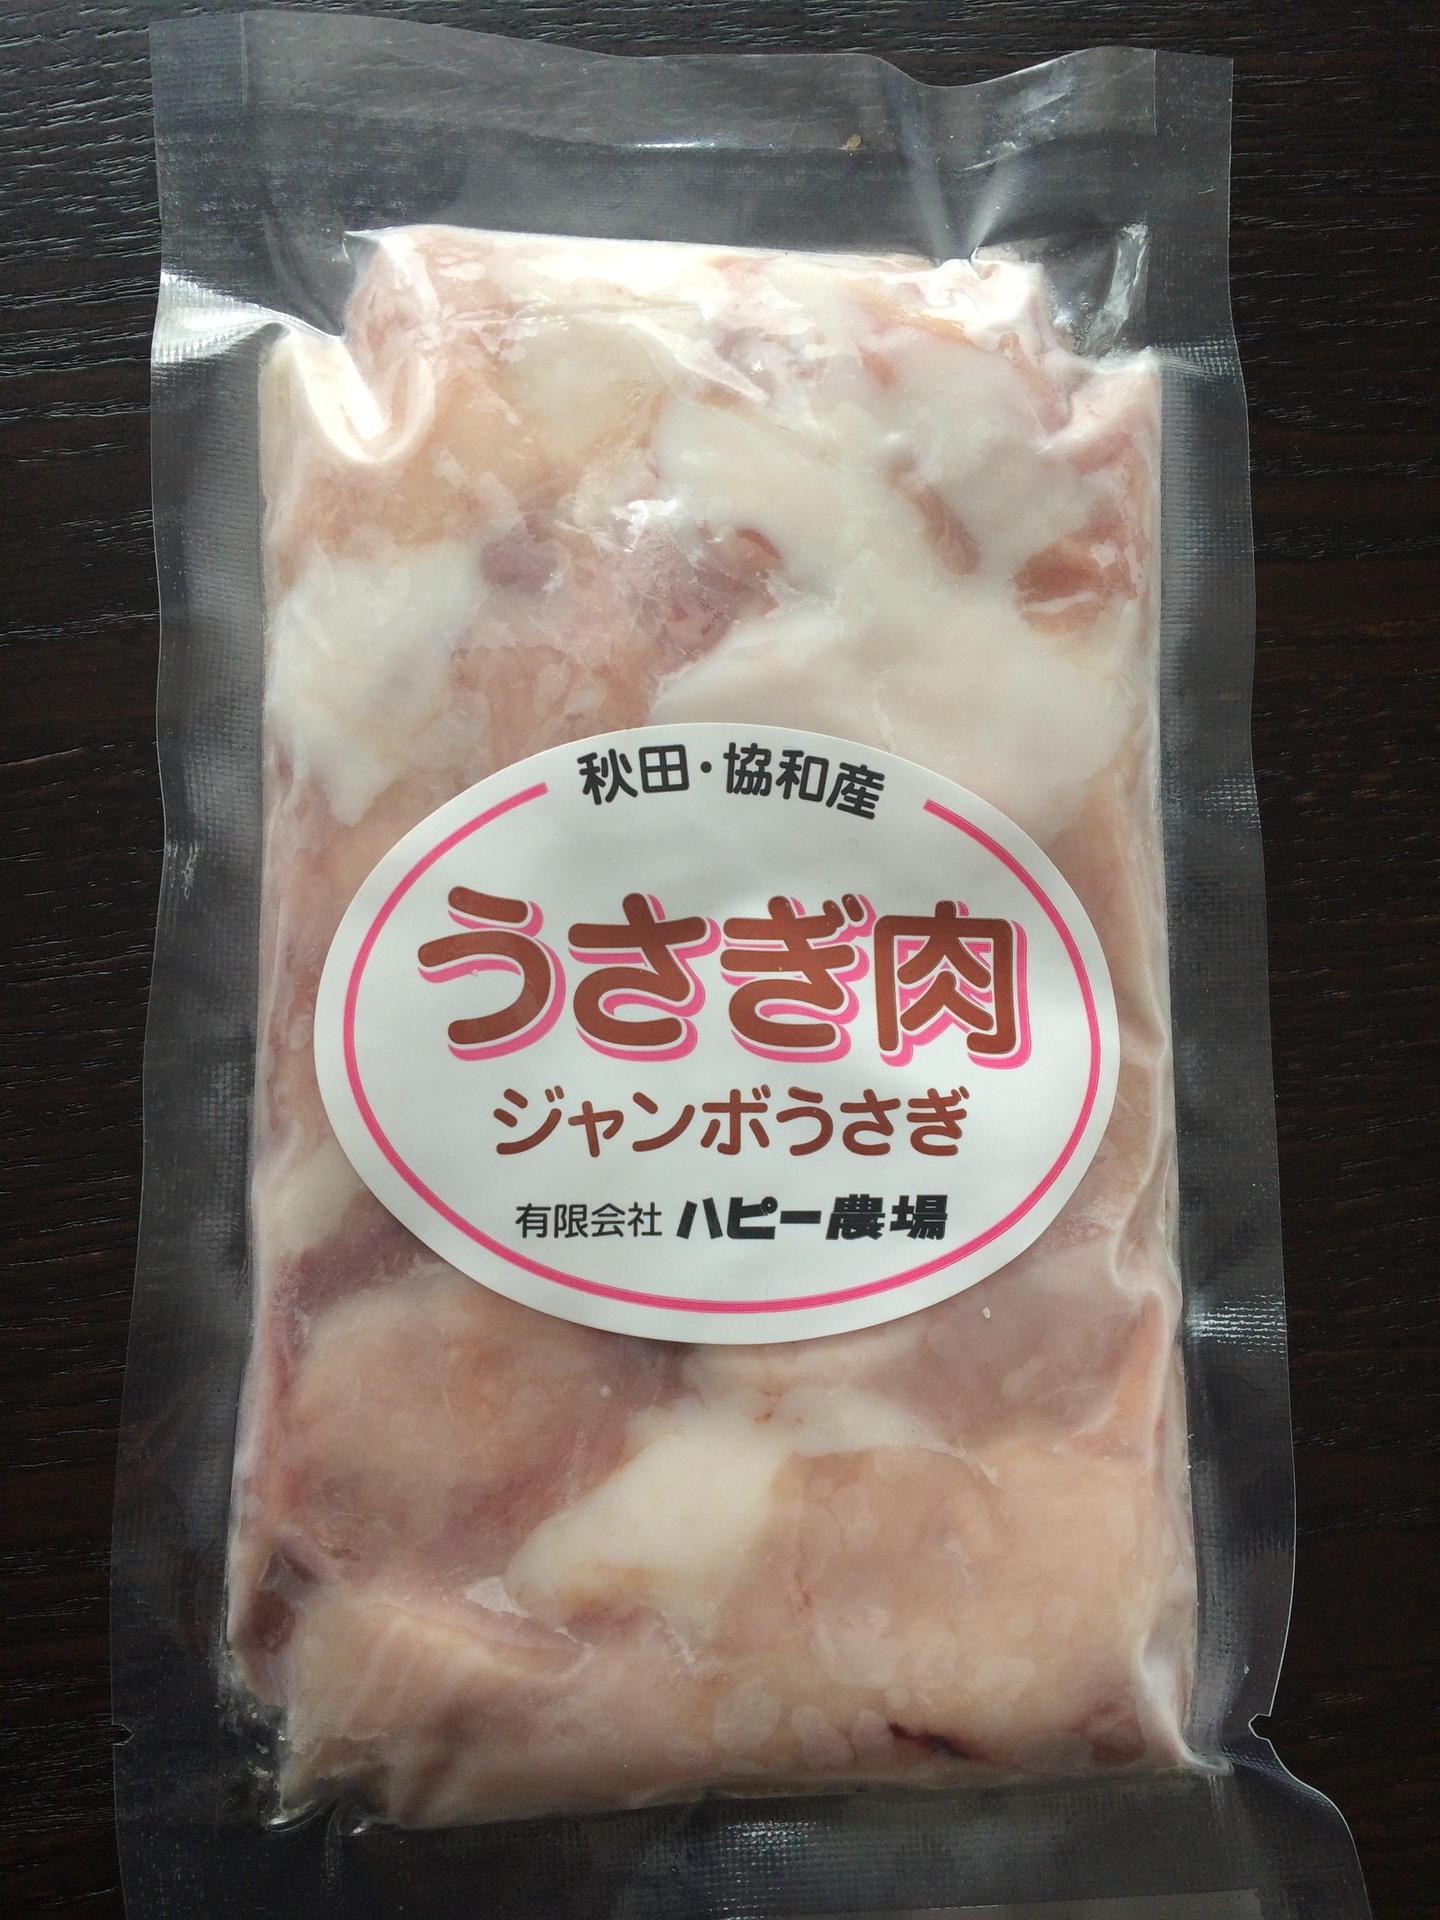 秋田・協和産
うさぎ肉
ジャンボうさぎ
有限会社 ハピー農場